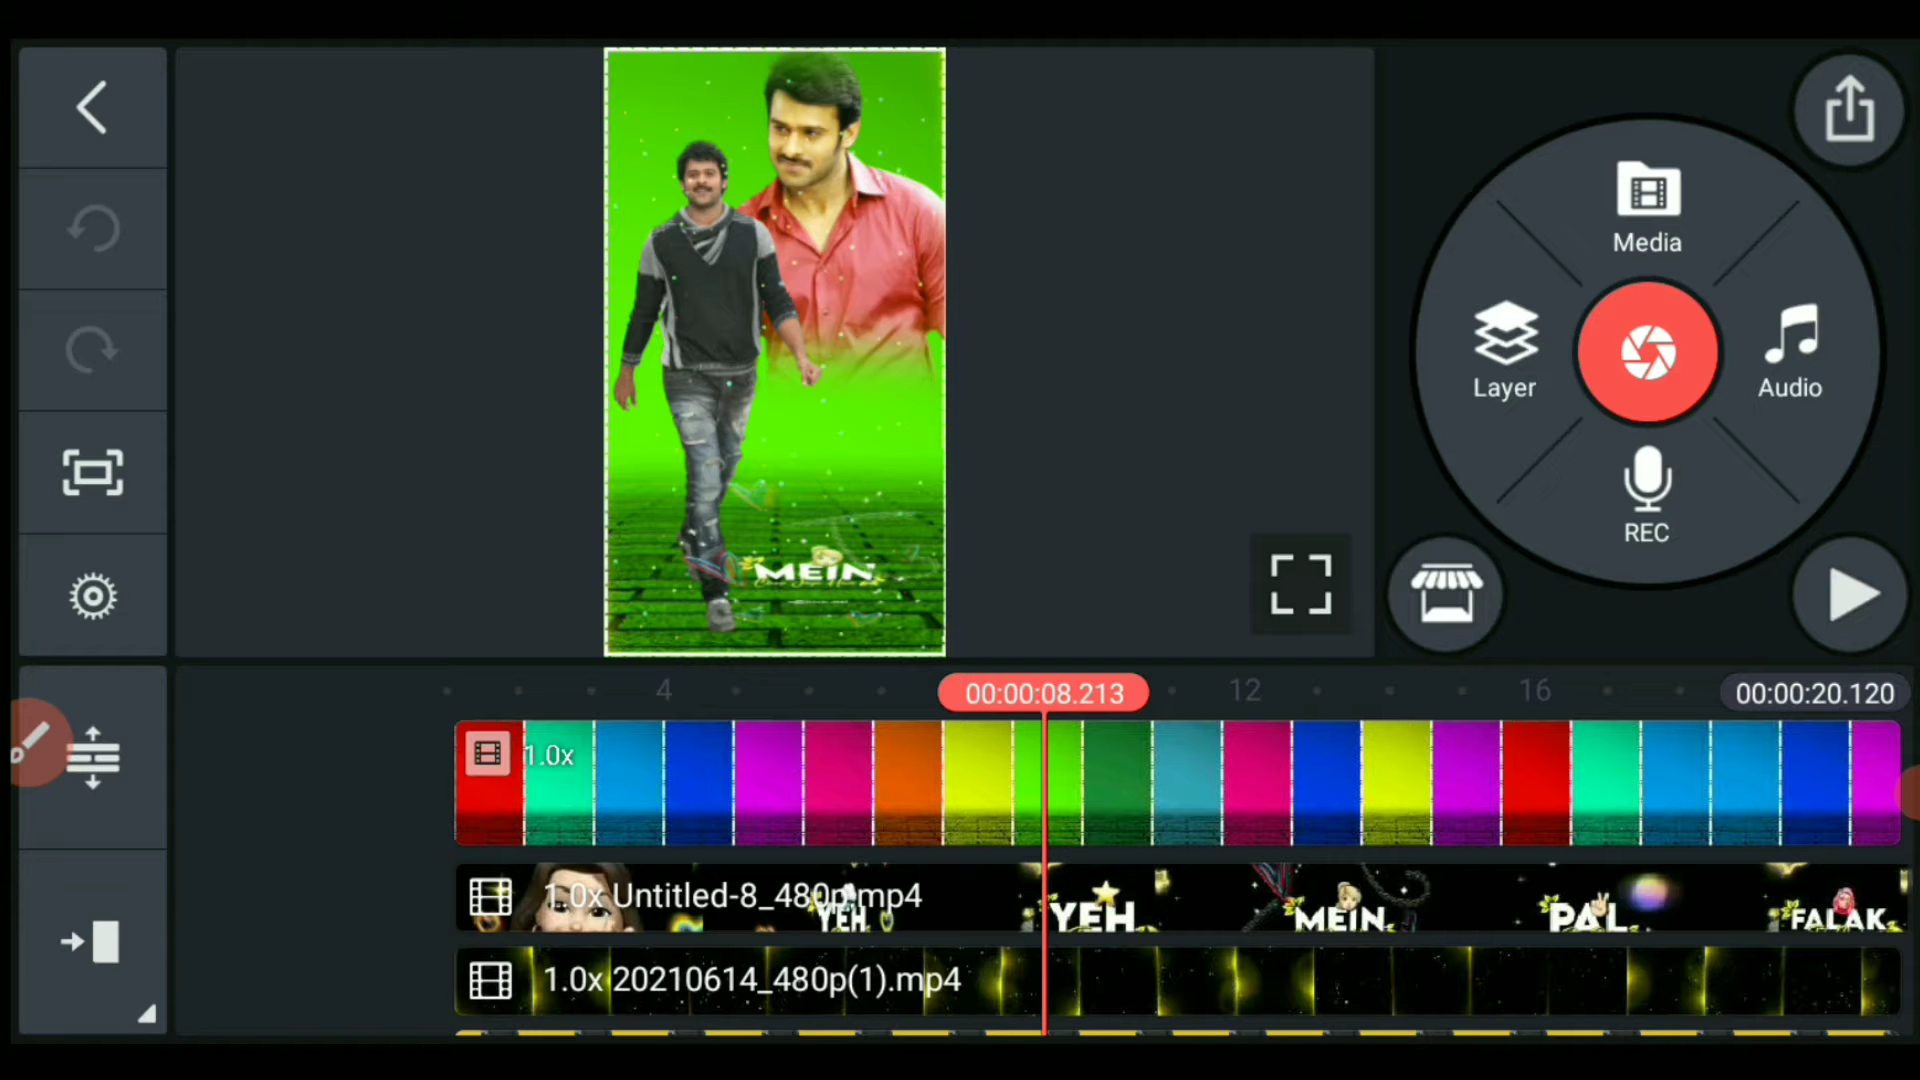 Media
Layer
Audio
REC
MEIN
4
00:00:08.213
12
16
00:00:20.120
1.0x
1.0x Untitled-8_480p.mp4
YEH
YEH
MEIN
PAL
FALAK
1.0x 20210614_480p(1).mp4